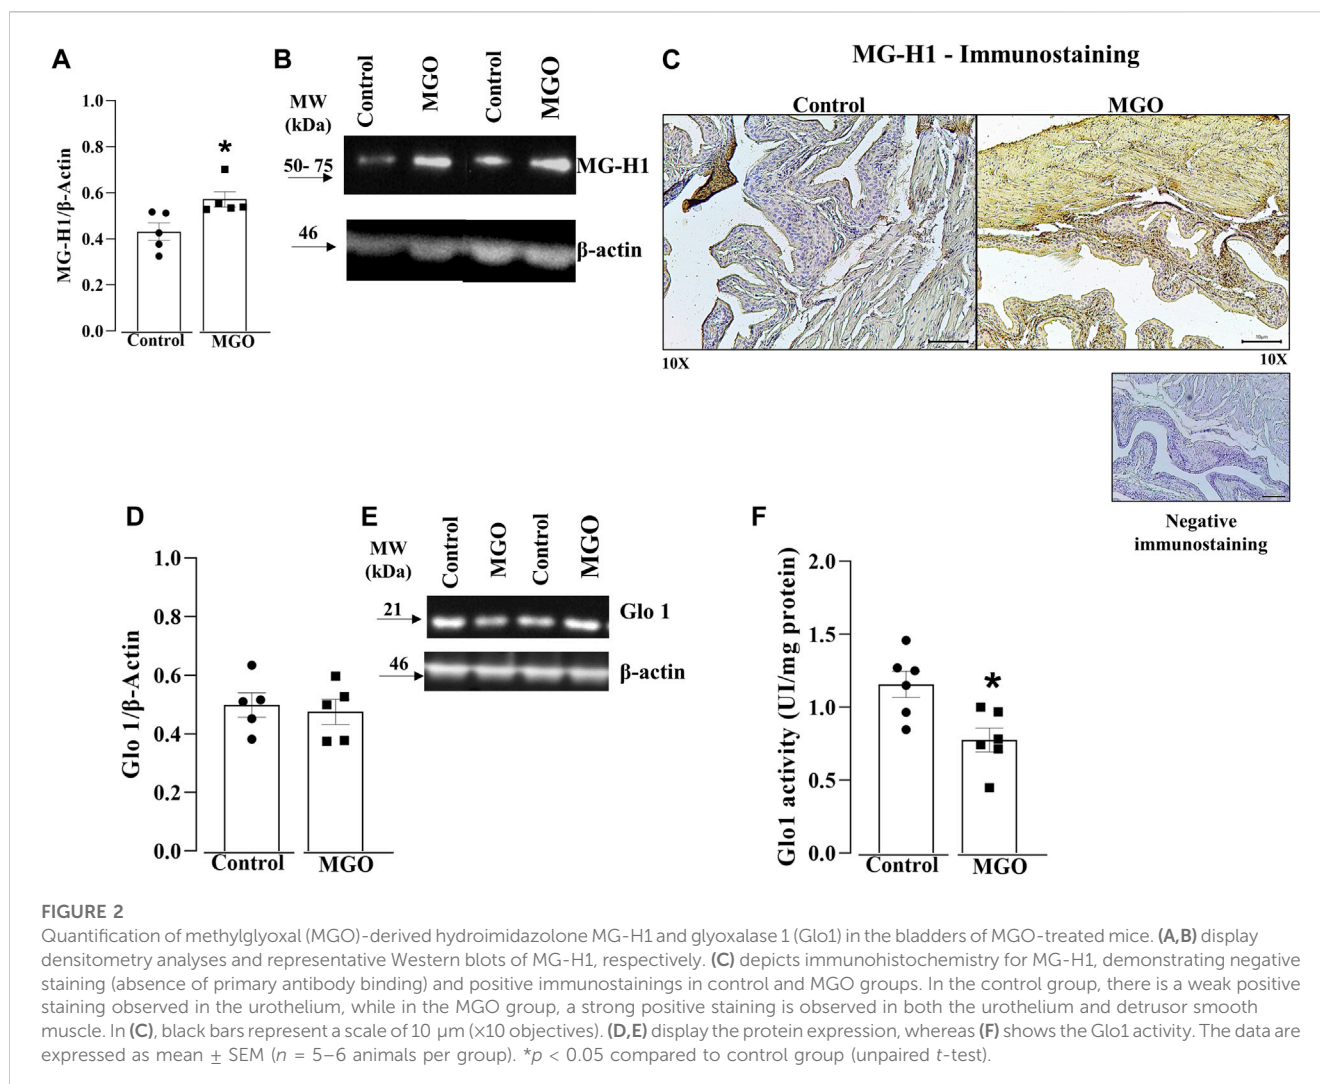 A
1.0
0.8
0.6
0.4
0.2
0.0
MG-H1/β-Actin
*
Control
MGO
B
MW
(kDa)
Control
MGO
Control
MGO
50- 75
MG-H1
46
β-actin
C
MG-H1 - Immunostaining
Control
MGO
10µm
10X
10X
Negative
immunostaining
D
1.0
0.8
0.6
0.4
0.2
0.0
Glo 1/β-Actin
Control
MGO
E
MW
(kDa)
Control
MGO
Control
MGO
21
Glo 1
46
β-actin
F
2.0
1.5
1.0
0.5
0.0
Glo1 activity (UI/mg protein)
*
Control
MGO
FIGURE 2
Quantification of methylglyoxal (MGO)-derived hydroimidazolone MG-H1 and glyoxalase 1 (Glo1) in the bladders of MGO-treated mice. (A,B) display
densitometry analyses and representative Western blots of MG-H1, respectively. (C) depicts immunohistochemistry for MG-H1, demonstrating negative
staining (absence of primary antibody binding) and positive immunostainings in control and MGO groups. In the control group, there is a weak positive
staining observed in the urothelium, while in the MGO group, a strong positive staining is observed in both the urothelium and detrusor smooth
muscle. In (C), black bars represent a scale of 10 µm (×10 objectives). (D,E) display the protein expression, whereas (F) shows the Glo1 activity. The data are
expressed as mean ± SEM (n = 5–6 animals per group). *p < 0.05 compared to control group (unpaired t-test).